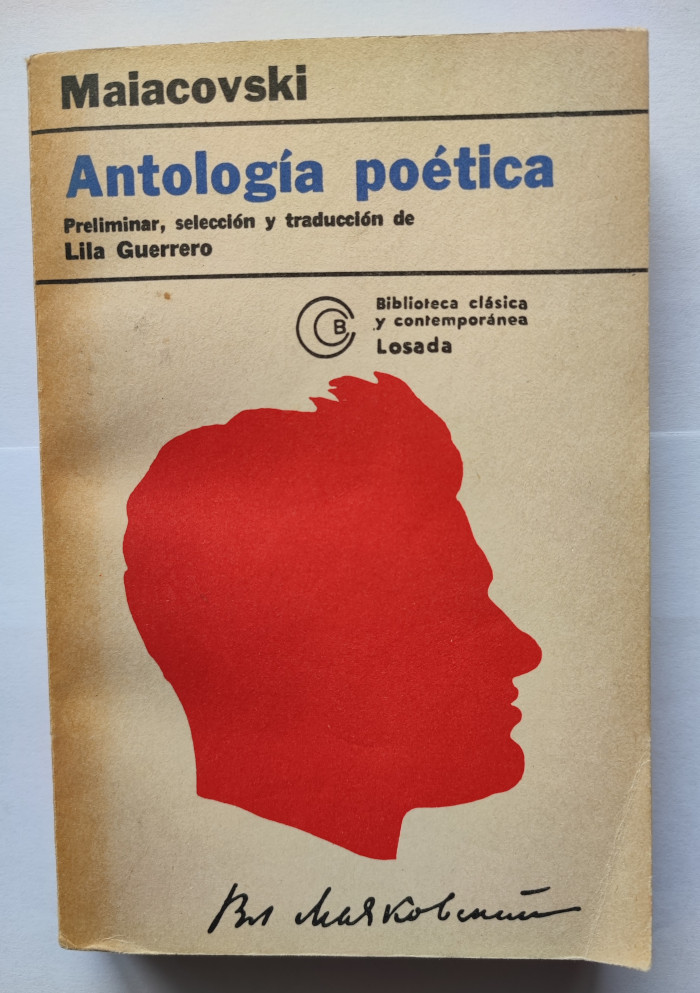 Maiacovski
Antología poética
Preliminar, selección y traducción de
Lila Guerrero
B
Biblioteca clásica
y contemporánea
Losada
Вл Маяковский